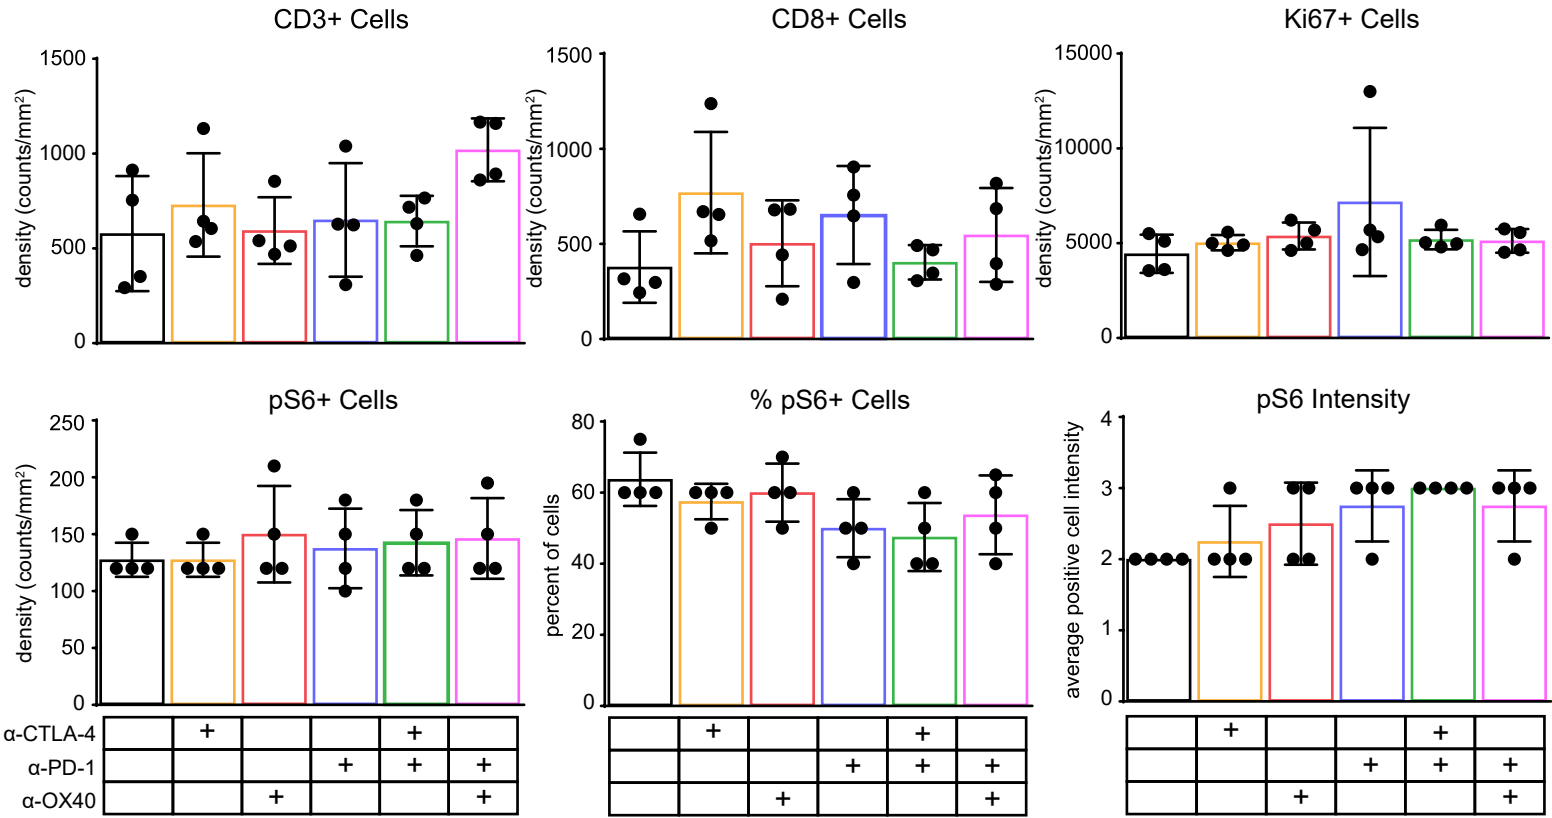 CD3+ Cells
density (counts/mm²)
1500
1000
500
0
CD8+ Cells
density (counts/mm²)
1500
1000
500
0
Ki67+ Cells
density (counts/mm²)
15000
10000
5000
0
pS6+ Cells
density (counts/mm²)
250
200
150
100
50
0
% pS6+ Cells
percent of cells
80
60
40
20
0
pS6 Intensity
average positive cell intensity
4
3
2
1
0
α-CTLA-4 + + + + + +
α-PD-1 + + + + + + + + +
α-OX40 + + + + + +